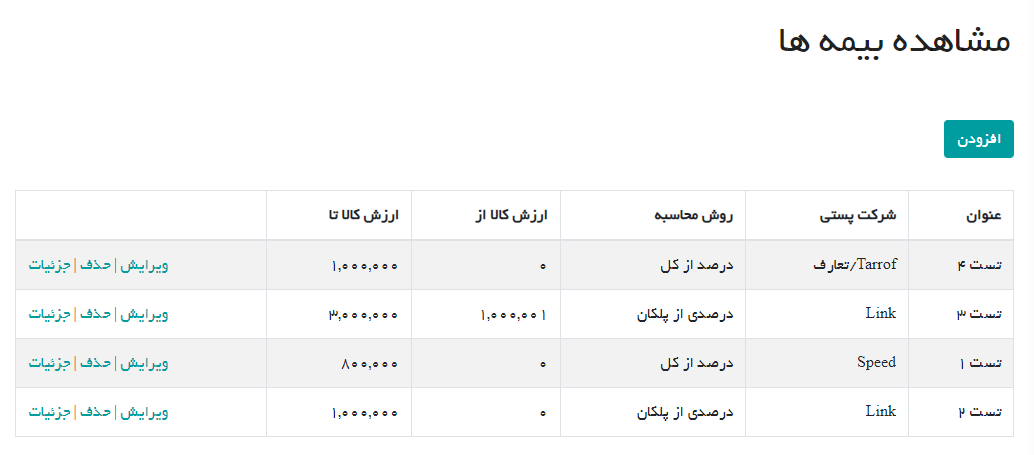 مشاهده بیمه ها
افزودن
عنوان شرکت پستی روش محاسبه ارزش کالا از ارزش کالا تا
تست ۴ Tarrof/تعارف درصد از کل ۰ ۱,۰۰۰,۰۰۰ ویرایش | حذف | جزئیات
تست ۳ Link درصدی از پلکان ۱,۰۰۰,۰۰۱ ۳,۰۰۰,۰۰۰ ویرایش | حذف | جزئیات
تست ۱ Speed درصد از کل ۰ ۸۰۰,۰۰۰ ویرایش | حذف | جزئیات
تست ۲ Link درصدی از پلکان ۰ ۱,۰۰۰,۰۰۰ ویرایش | حذف | جزئیات